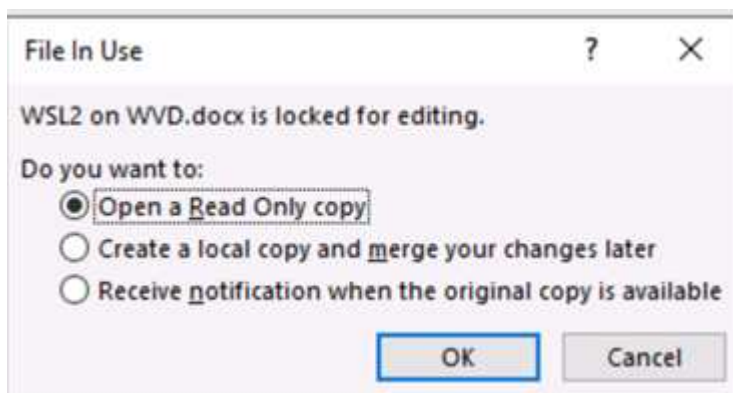 File In Use
WSL2 on WVD.docx is locked for editing.
Do you want to:
Open a Read Only copy
Create a local copy and merge your changes later
Receive notification when the original copy is available
OK Cancel